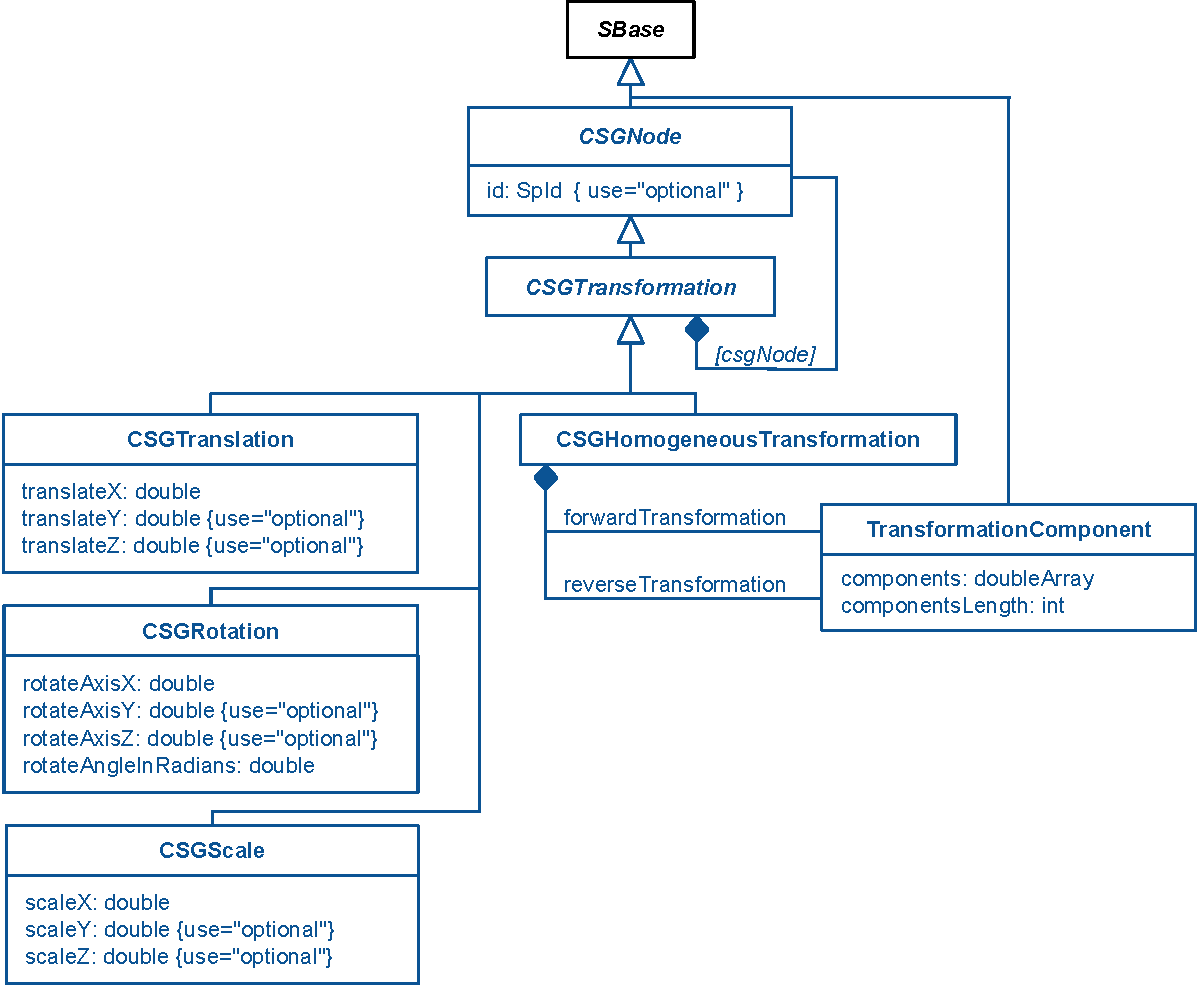 SBase
CSGNode
id: SpId { use="optional" }
CSGTransformation
[csgNode]
CSGTranslation
translateX: double
translateY: double {use="optional"}
translateZ: double {use="optional"}
CSGHomogeneousTransformation
forwardTransformation
reverseTransformation
TransformationComponent
components: doubleArray
componentsLength: int
CSGRotation
rotateAxisX: double
rotateAxisY: double {use="optional"}
rotateAxisZ: double {use="optional"}
rotateAngleInRadians: double
CSGScale
scaleX: double
scaleY: double {use="optional"}
scaleZ: double {use="optional"}